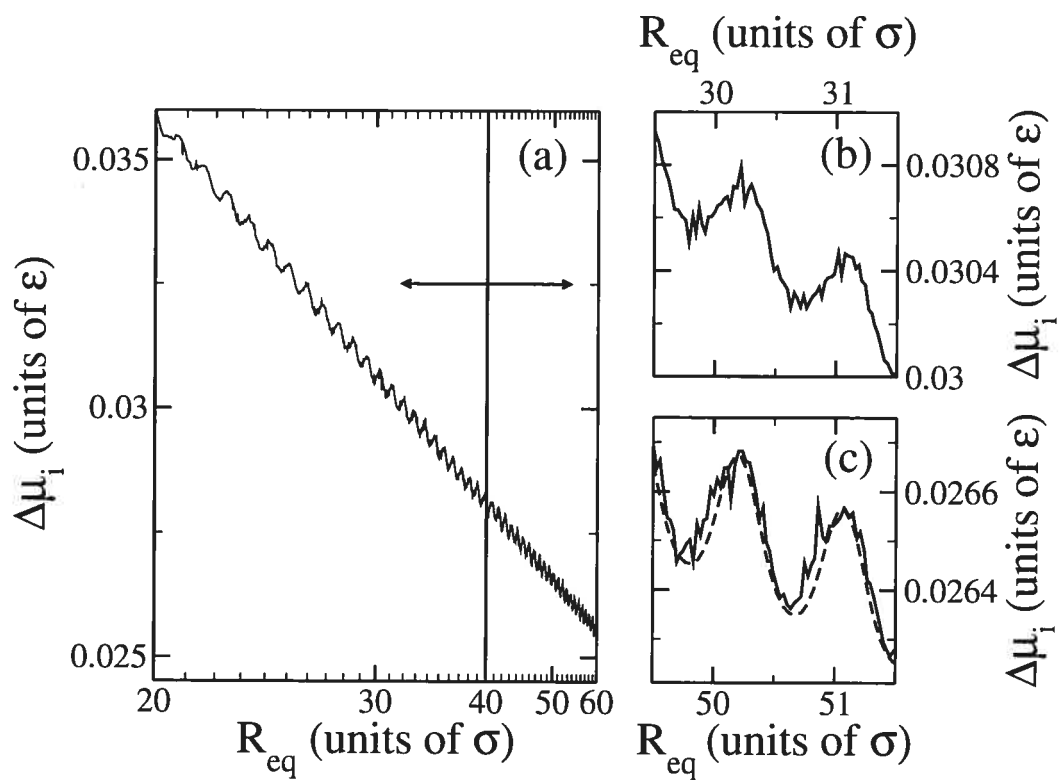 R_eq (units of σ)
30 31
(a)
(b)
0.035
0.0308
Δμ_i (units of ε)
0.0304
Δμ_i (units of ε)
0.03
0.03
(c)
0.0266
0.0264
Δμ_i (units of ε)
0.025
20 30 40 50 60
50 51
R_eq (units of σ)
R_eq (units of σ)